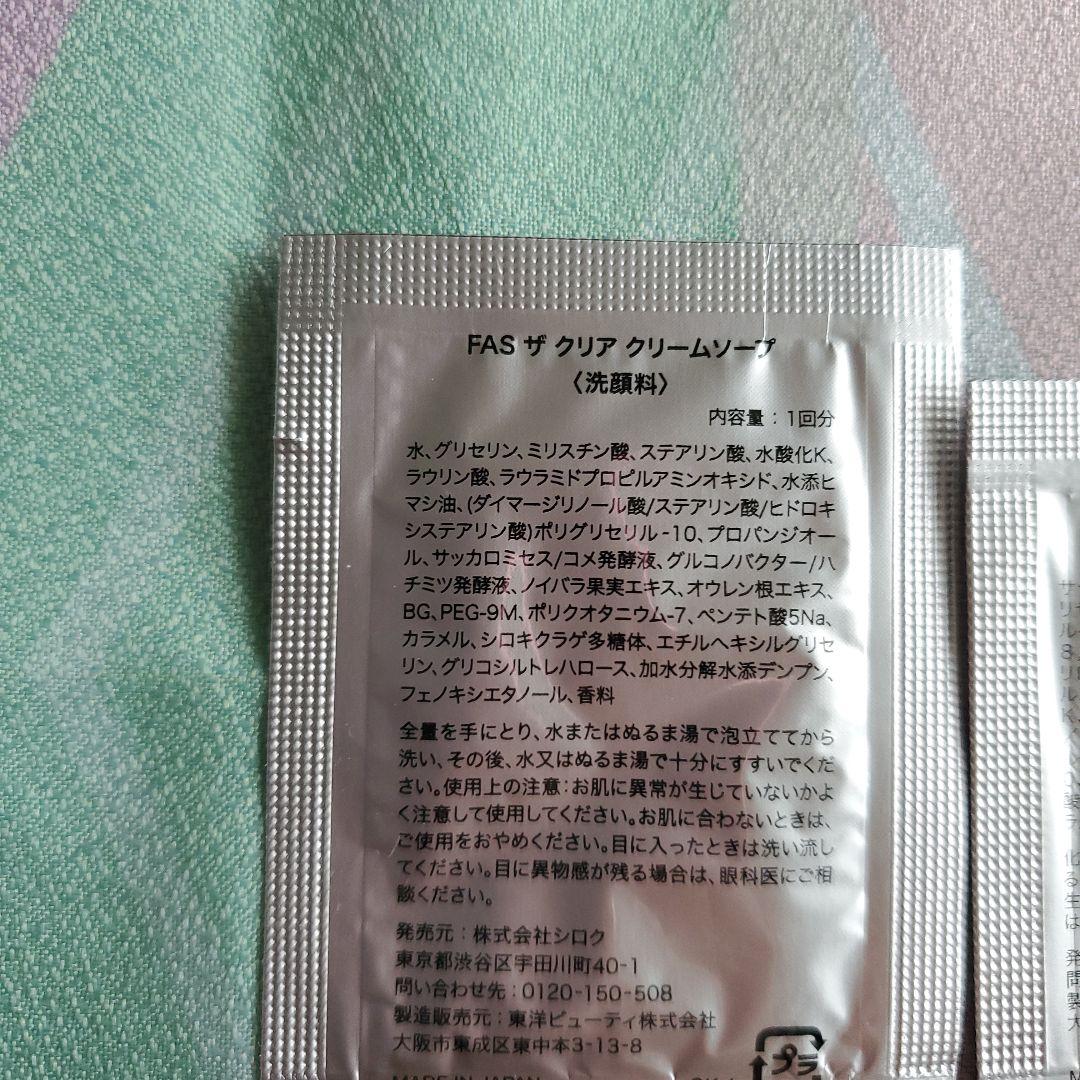 FAS ザ クリア クリームソープ
〈洗顔料〉
内容量：1回分
水、グリセリン、ミリスチン酸、ステアリン酸、水酸化K、
ラウリン酸、ラウラミドプロピルアミンオキシド、水添ヒ
マシ油、(ダイマージリノール酸/ステアリン酸/ヒドロキ
システアリン酸)ポリグリセリル-10、プロパンジオー
ル、サッカロミセス/コメ発酵液、グルコノバクター/ハ
チミツ発酵液、ノイバラ果実エキス、オウレン根エキス、
BG、PEG-9M、ポリクオタニウム-7、ペンテト酸5Na、
カラメル、シロキクラゲ多糖体、エチルヘキシルグリセ
リン、グリコシルトレハロース、加水分解水添デンプン、
フェノキシエタノール、香料
全量を手にとり、水またはぬるま湯で泡立ててから
洗い、その後、水又はぬるま湯で十分にすすいでくだ
さい。使用上の注意：お肌に異常が生じていないかよ
く注意して使用してください。お肌に合わないときは、
ご使用をおやめください。目に入ったときは洗い流し
てください。目に異物感が残る場合は、眼科医にご相
談ください。
発売元：株式会社シロク
東京都渋谷区宇田川町40-1
問い合わせ先：0120-150-508
製造販売元：東洋ビューティ株式会社
大阪市東成区東中本3-13-8
MADE IN JAPAN
プラ